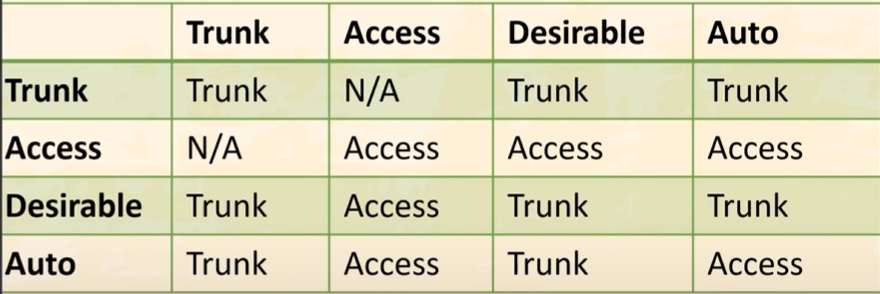 Trunk Access Desirable Auto
Trunk Trunk N/A Trunk Trunk
Access N/A Access Access Access
Desirable Trunk Access Trunk Trunk
Auto Trunk Access Trunk Access